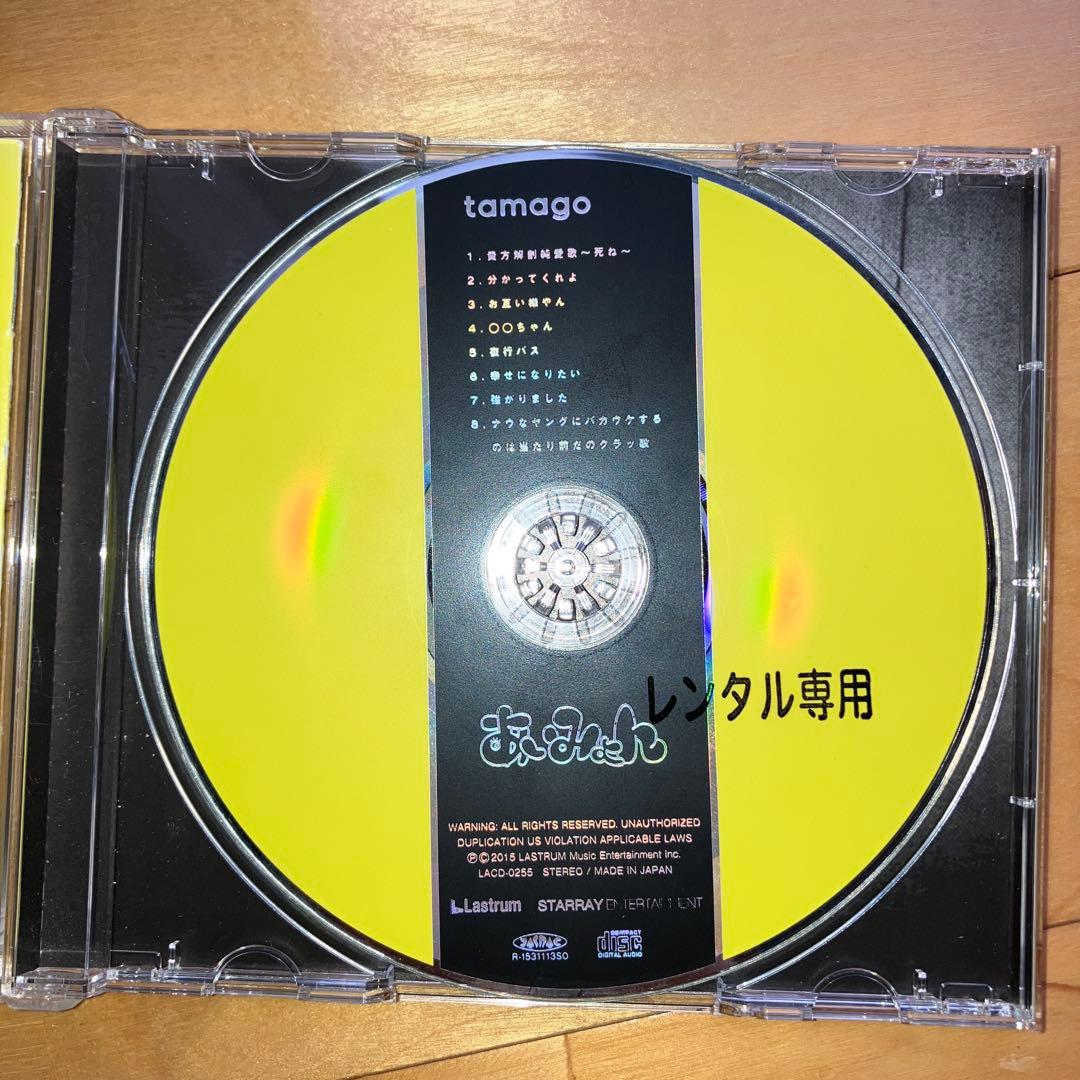 tamago
1. 貴方解剖純愛歌〜死ね〜
2. 分かってくれよ
3. お互い様やん
4. 〇〇ちゃん
5. 夜行バス
6. 幸せになりたい
7. 強がりました
8. ナウなヤングにバカウケする
のは当たり前だのクラッ歌
レンタル専用
あいみょん
WARNING: ALL RIGHTS RESERVED. UNAUTHORIZED
DUPLICATION US VIOLATION APPLICABLE LAWS
Ⓟ©2015 LASTRUM Music Entertainment Inc.
LACD-0255 STEREO / MADE IN JAPAN
Lastrum STARRAY ENTERTAINMENT
JASRAC
R-1531113SO
COMPACT
disc
DIGITAL AUDIO